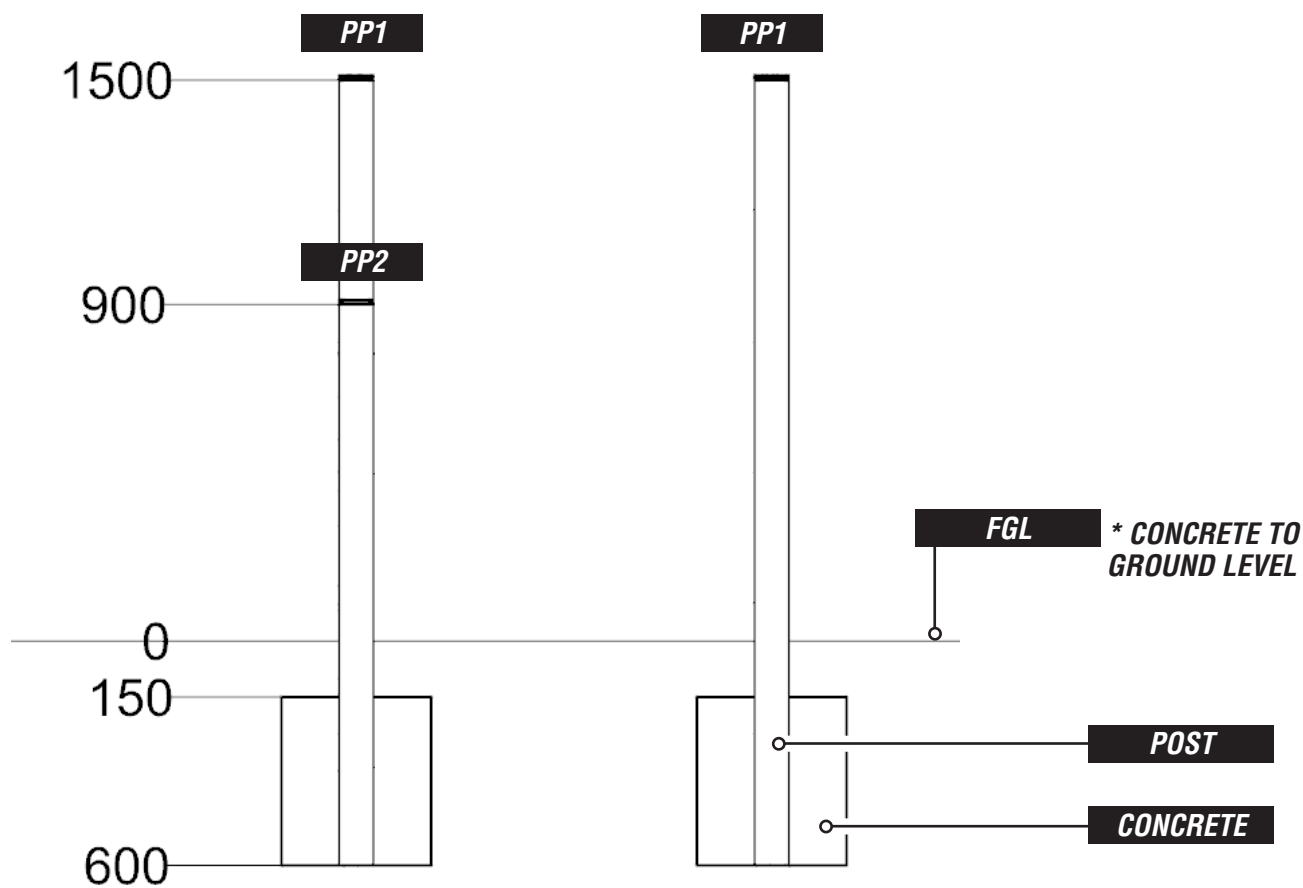 PP1
PP1
1500
PP2
900
FGL
* CONCRETE TO
GROUND LEVEL
0
150
POST
CONCRETE
600